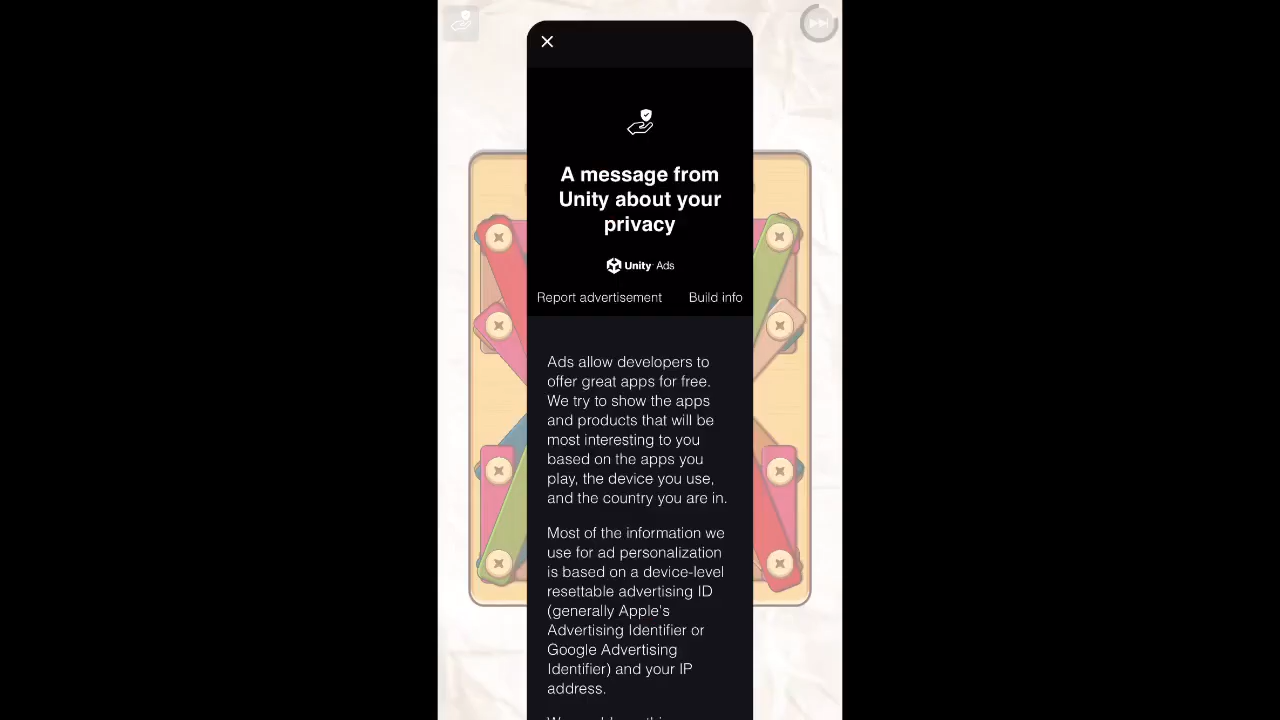 A message from
Unity about your
privacy
Unity Ads
Report advertisement Build info
Ads allow developers to
offer great apps for free.
We try to show the apps
and products that will be
most interesting to you
based on the apps you
play, the device you use,
and the country you are in.
Most of the information we
use for ad personalization
is based on a device-level
resettable advertising ID
(generally Apple's
Advertising Identifier or
Google Advertising
Identifier) and your IP
address.